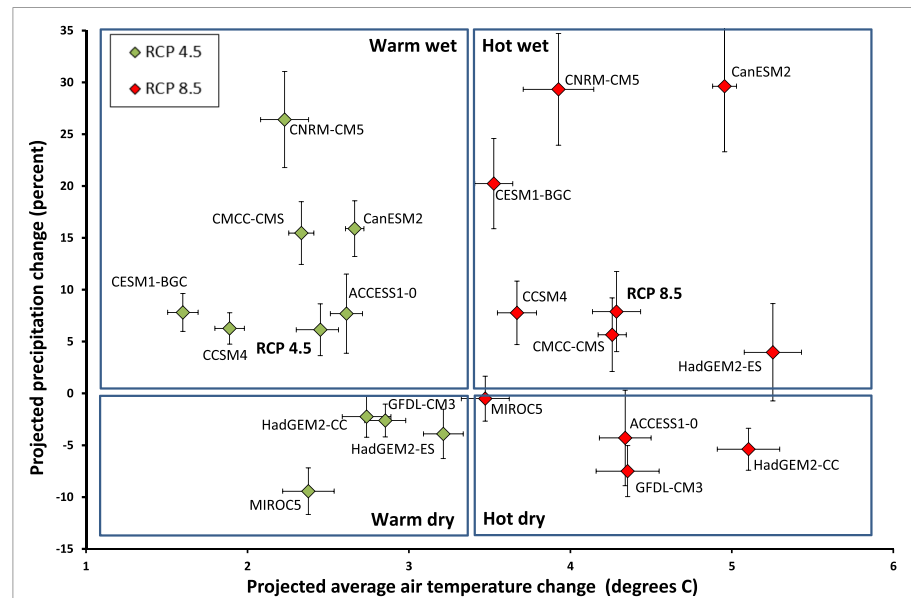 35
30
25
20
15
10
5
0
-5
-10
-15
Projected precipitation change (percent)
RCP 4.5
RCP 8.5
Warm wet
Hot wet
CNRM-CM5
CanESM2
CNRM-CM5
CESM1-BGC
CMCC-CMS
CanESM2
CESM1-BGC
ACCESS1-0
CCSM4
RCP 8.5
CCSM4
RCP 4.5
CMCC-CMS
HadGEM2-ES
GFDL-CM3
MIROC5
HadGEM2-CC
ACCESS1-0
HadGEM2-ES
HadGEM2-CC
GFDL-CM3
MIROC5
Warm dry
Hot dry
1 2 3 4 5 6
Projected average air temperature change (degrees C)